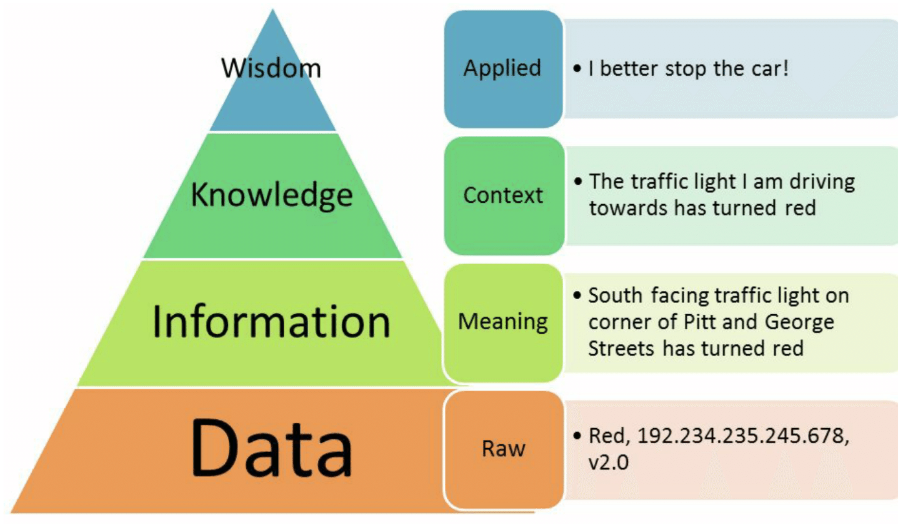 Wisdom
Applied
• I better stop the car!
Knowledge
Context
• The traffic light I am driving
towards has turned red
Information
Meaning
• South facing traffic light on
corner of Pitt and George
Streets has turned red
Data
Raw
• Red, 192.234.235.245.678,
v2.0